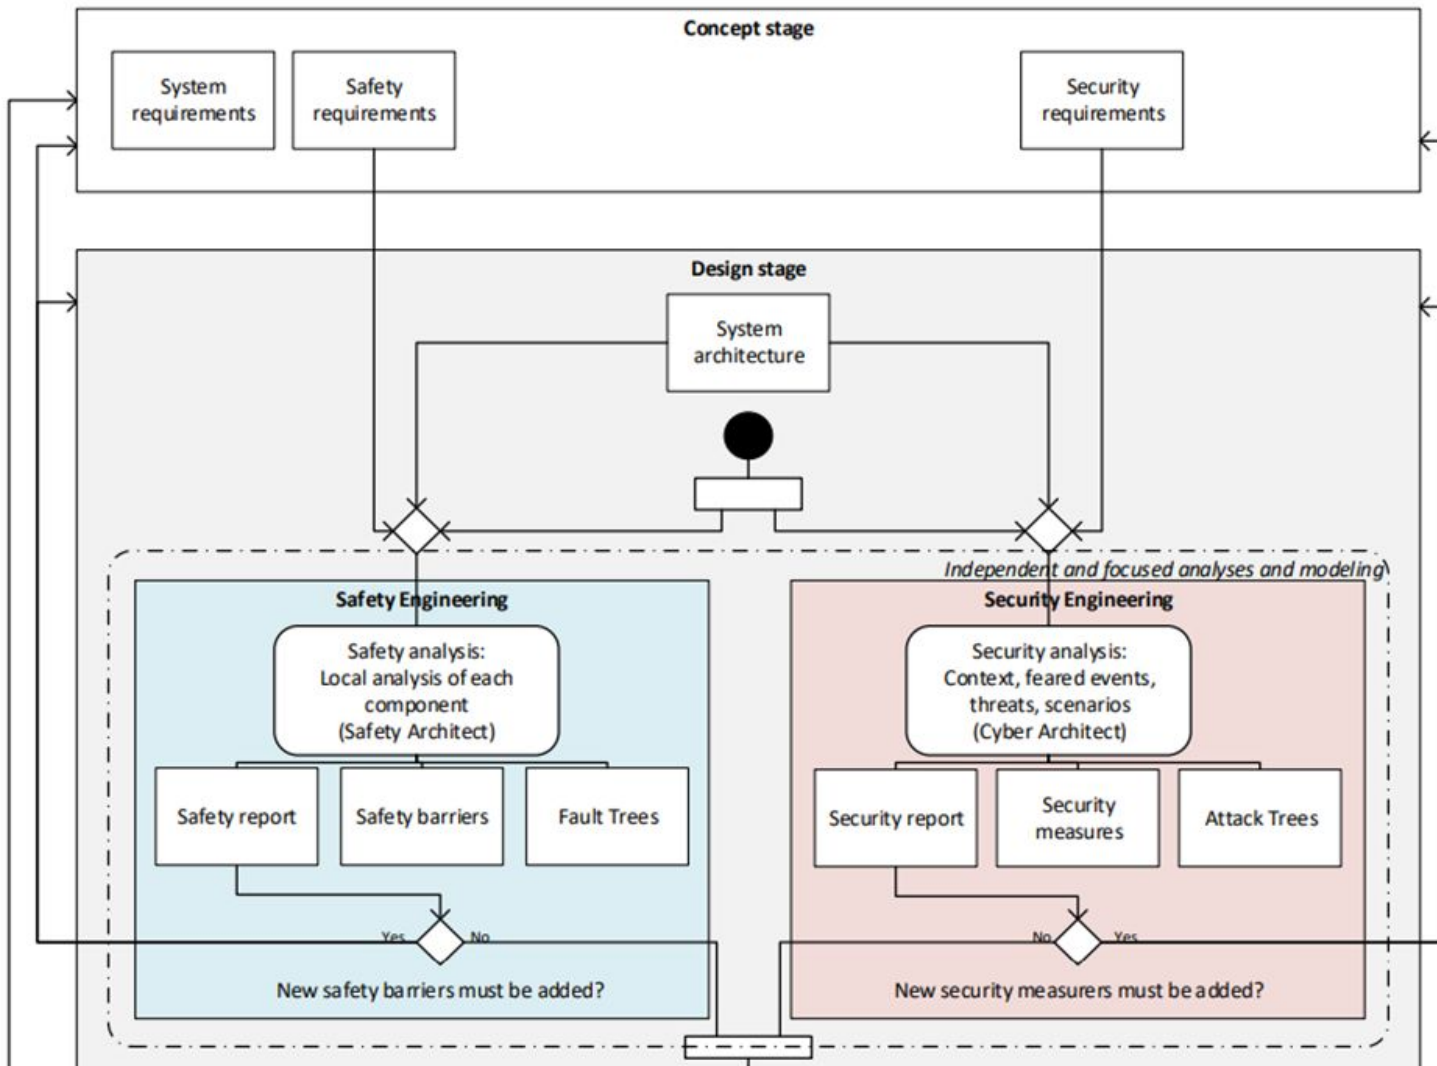 Concept stage
System
requirements
Safety
requirements
Security
requirements
Design stage
System
architecture
Independent and focused analyses and modeling
Safety Engineering
Safety analysis:
Local analysis of each
component
(Safety Architect)
Safety report
Safety barriers
Fault Trees
Yes
No
New safety barriers must be added?
Security Engineering
Security analysis:
Context, feared events,
threats, scenarios
(Cyber Architect)
Security report
Security
measures
Attack Trees
No
Yes
New security measurers must be added?